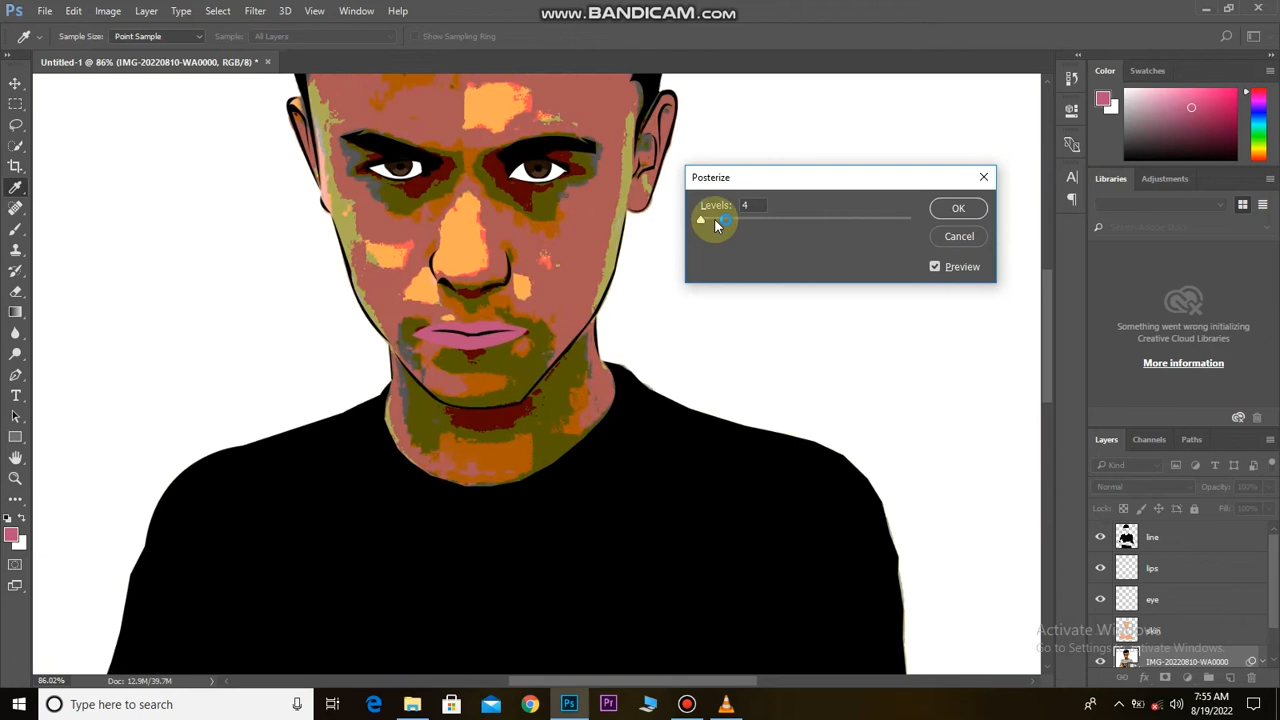 Ps File Edit Image Layer Type Select Filter 3D View Window Help
www.BANDICAM.com
Sample Size: Point Sample Sample: All Layers Show Sampling Ring
Untitled-1 @ 86% (IMG-20220810-WA0000, RGB/8) *
Color Swatches
Posterize
Levels: 4
OK
Cancel
Preview
Libraries Adjustments
Something went wrong initializing
Creative Cloud Libraries
More information
Layers Channels Paths
Kind
Normal Opacity: 100%
Lock: Fill: 100%
line
lips
eye
skin
IMG-20220810-WA0000
Activate Windows
Go to Settings to Activate Windows.
86.02% Doc: 12.9M/39.7M
Type here to search
7:55 AM
8/19/2022